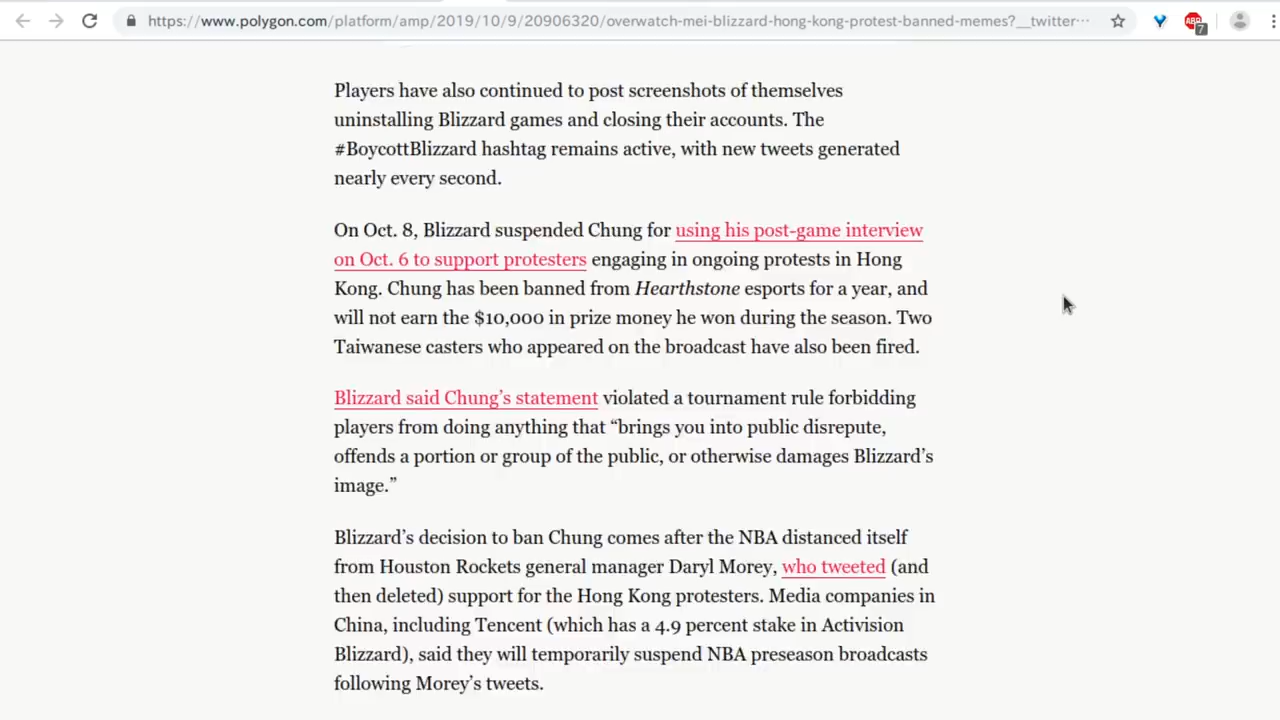 https://www.polygon.com/platform/amp/2019/10/9/20906320/overwatch-mei-blizzard-hong-kong-protest-banned-memes?__twitter…
ABP
7
Players have also continued to post screenshots of themselves
uninstalling Blizzard games and closing their accounts. The
#BoycottBlizzard hashtag remains active, with new tweets generated
nearly every second.
On Oct. 8, Blizzard suspended Chung for using his post-game interview
on Oct. 6 to support protesters engaging in ongoing protests in Hong
Kong. Chung has been banned from Hearthstone esports for a year, and
will not earn the $10,000 in prize money he won during the season. Two
Taiwanese casters who appeared on the broadcast have also been fired.
Blizzard said Chung’s statement violated a tournament rule forbidding
players from doing anything that “brings you into public disrepute,
offends a portion or group of the public, or otherwise damages Blizzard’s
image.”
Blizzard’s decision to ban Chung comes after the NBA distanced itself
from Houston Rockets general manager Daryl Morey, who tweeted (and
then deleted) support for the Hong Kong protesters. Media companies in
China, including Tencent (which has a 4.9 percent stake in Activision
Blizzard), said they will temporarily suspend NBA preseason broadcasts
following Morey’s tweets.